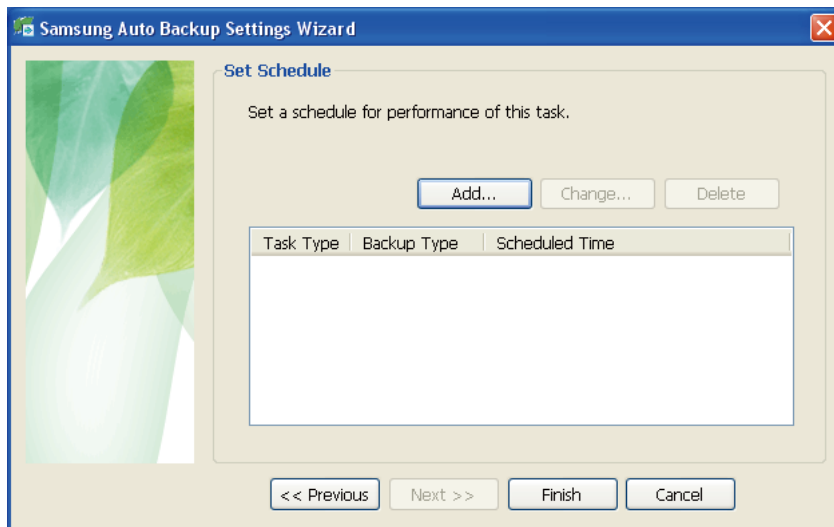 Samsung Auto Backup Settings Wizard
Set Schedule
Set a schedule for performance of this task.
Add... Change... Delete
Task Type Backup Type Scheduled Time
<< Previous Next >> Finish Cancel